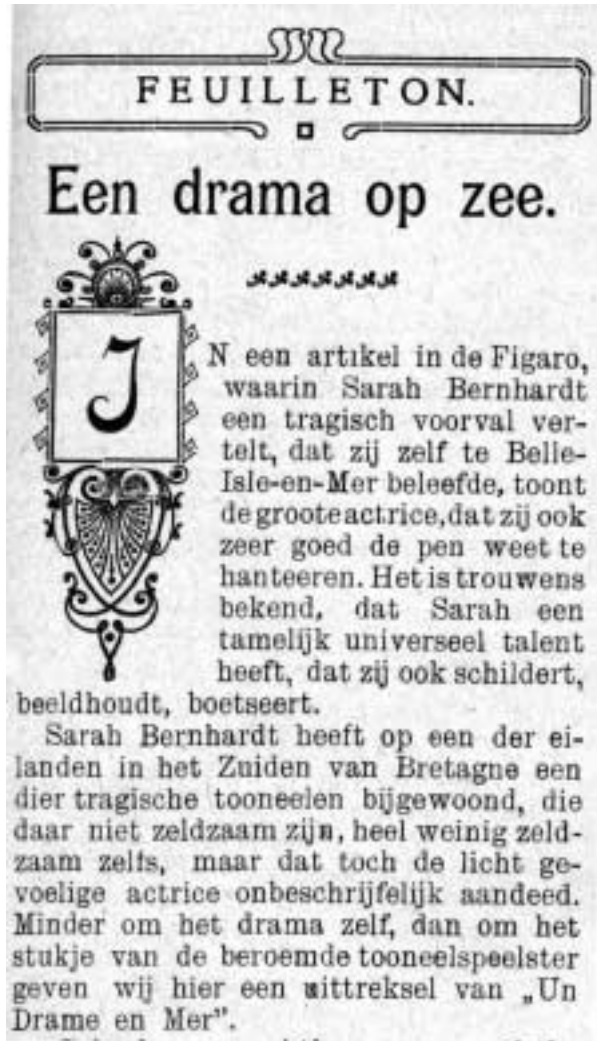 FEUILLETON.
Een drama op zee.
IN een artikel in de Figaro,
waarin Sarah Bernhardt
een tragisch voorval ver-
telt, dat zij zelf te Belle-
Isle-en-Mer beleefde, toont
de groote actrice, dat zij ook
zeer goed de pen weet te
hanteeren. Het is trouwens
bekend, dat Sarah een
tamelijk universeel talent
heeft, dat zij ook schildert,
beeldhoudt, boetseert.
Sarah Bernhardt heeft op een der ei-
landen in het Zuiden van Bretagne een
dier tragische tooneelen bijgewoond, die
daar niet zeldzaam zijn, heel weinig zeld-
zaam zelfs, maar dat toch de licht ge-
voelige actrice onbeschrijfelijk aandeed.
Minder om het drama zelf, dan om het
stukje van de beroemde tooneelspeelster
geven wij hier een uittreksel van „Un
Drame en Mer”.